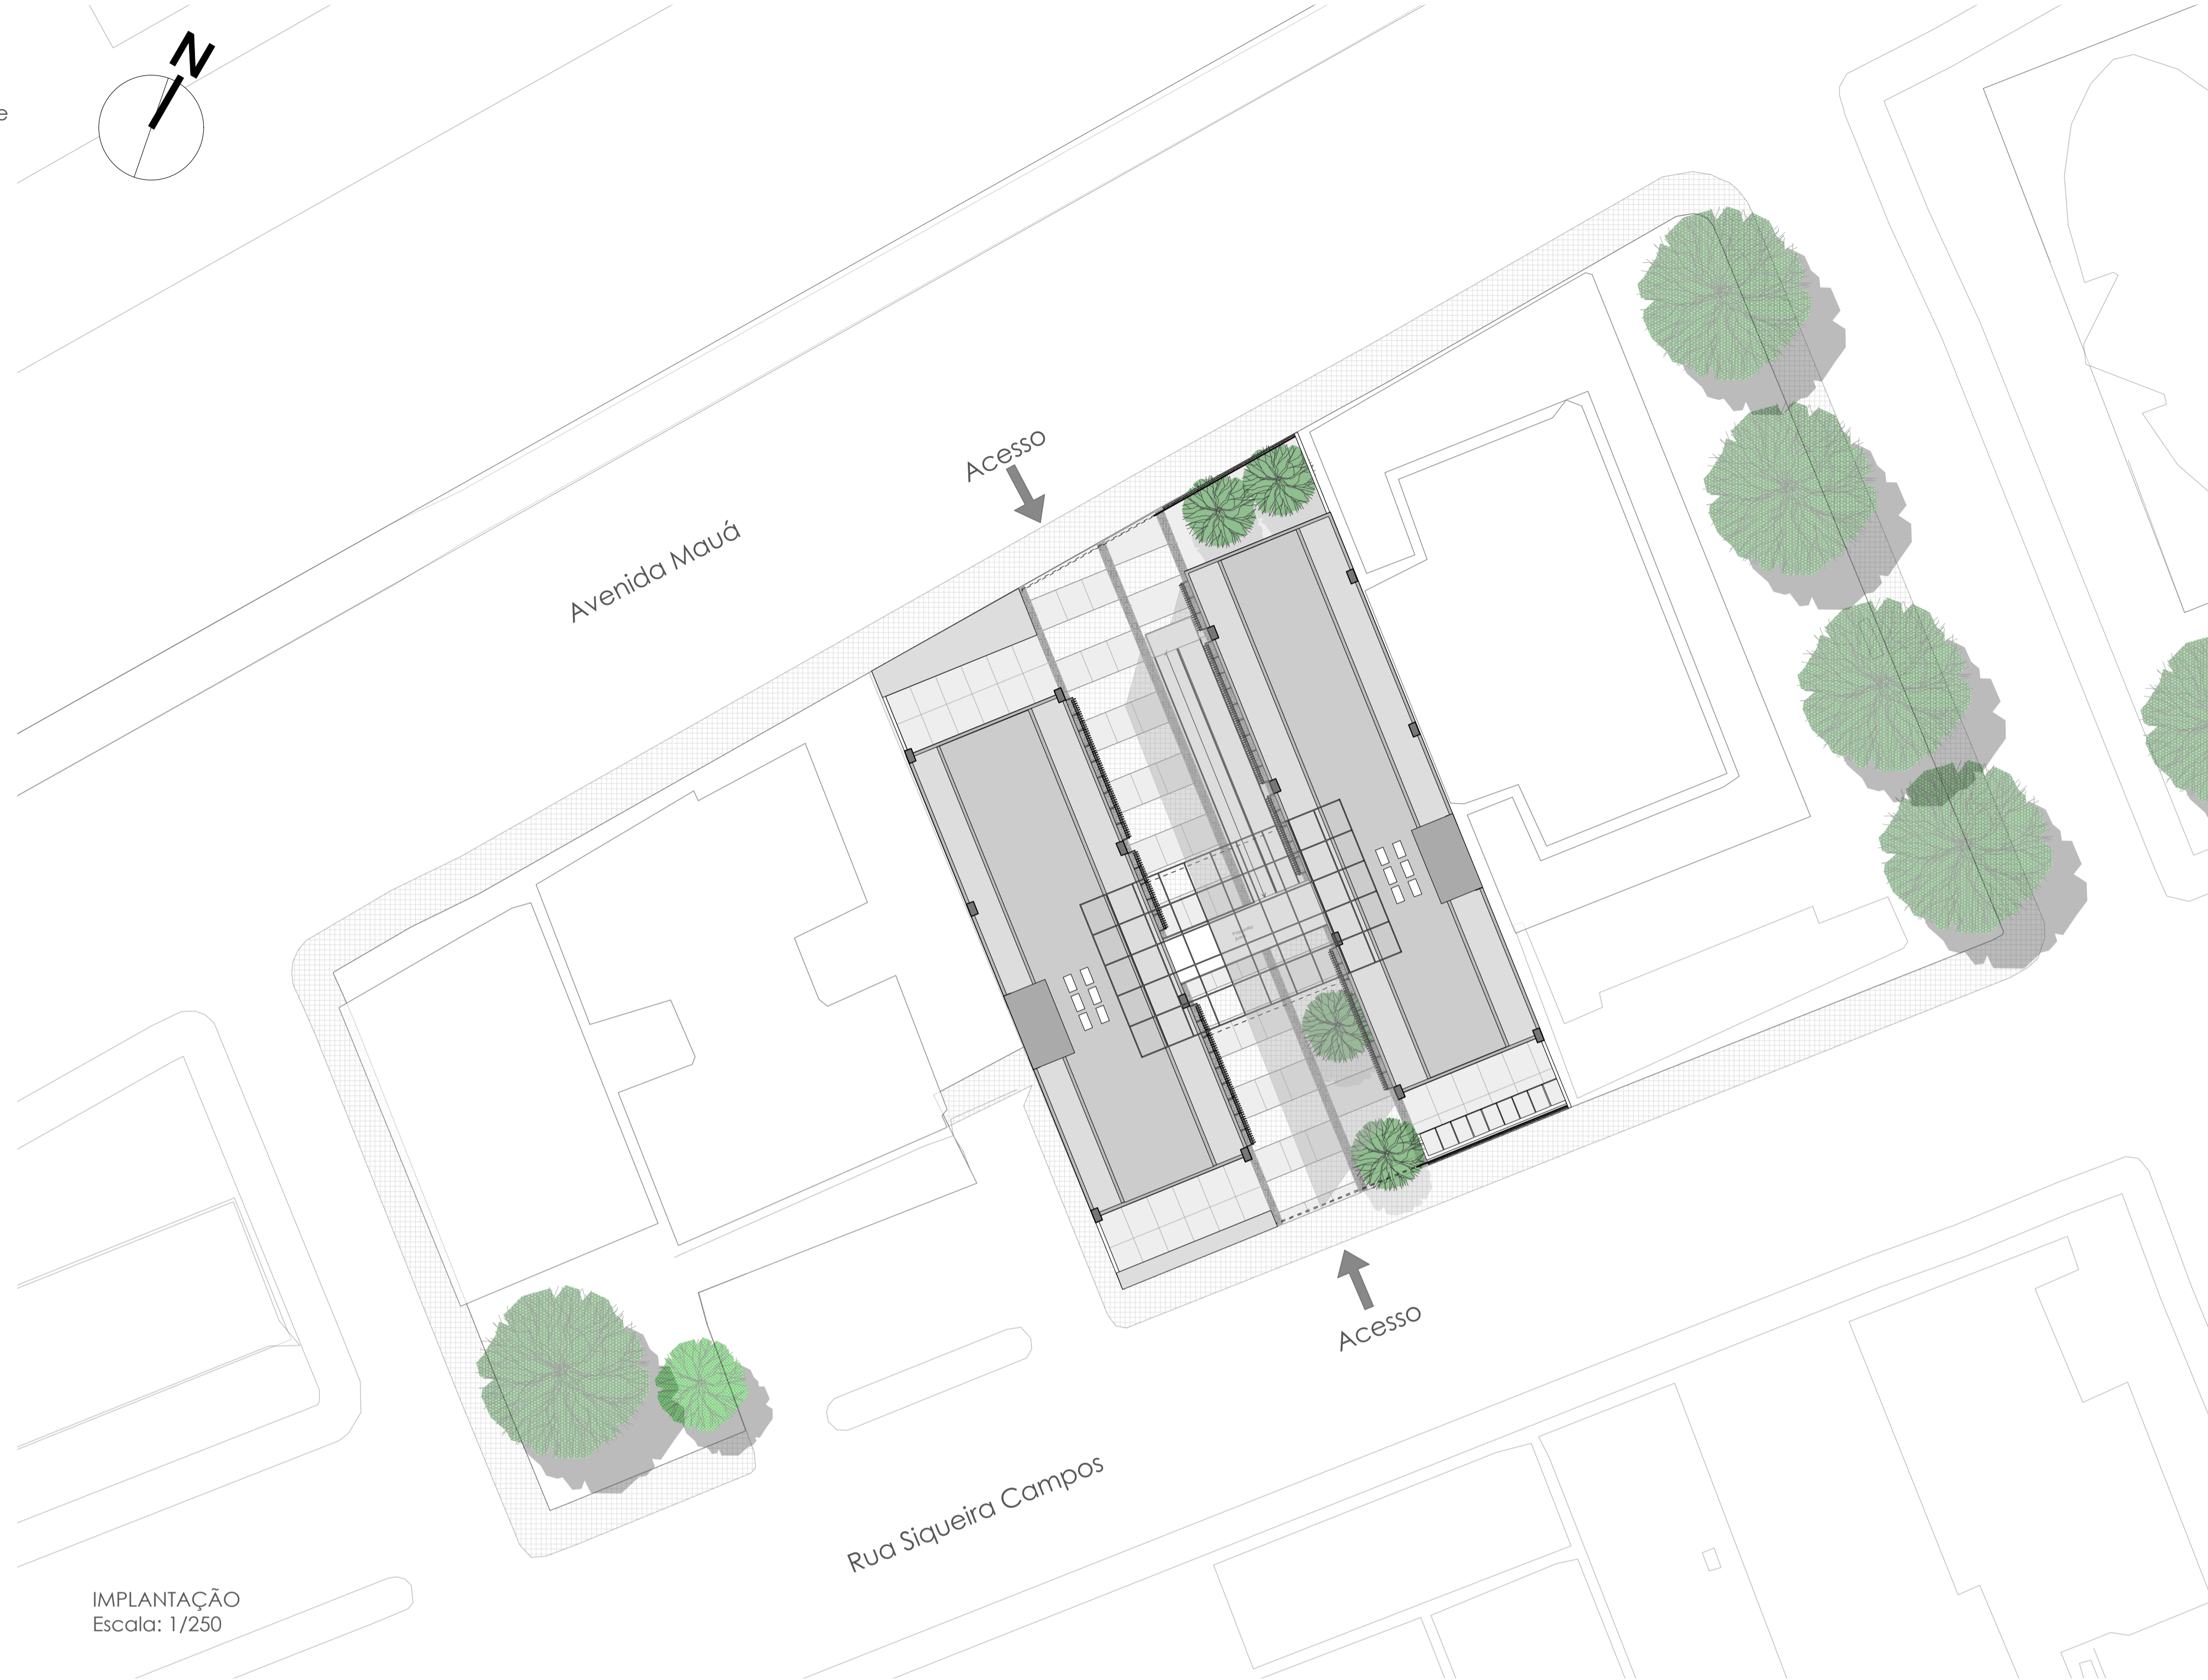 N
e
Acesso
Avenida Mauá
Acesso
Rua Siqueira Campos
IMPLANTAÇÃO
Escala: 1/250